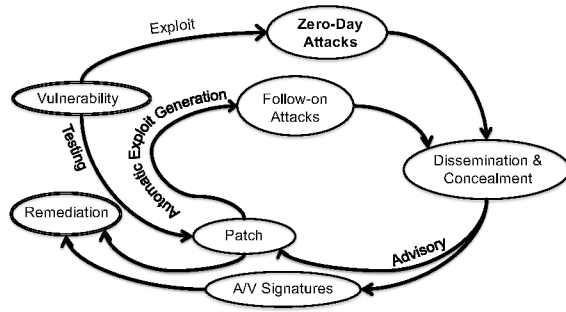 Exploit
Zero-Day
Attacks
Vulnerability
Testing
Automatic Exploit Generation
Follow-on
Attacks
Dissemination &
Concealment
Remediation
Patch
Advisory
A/V Signatures